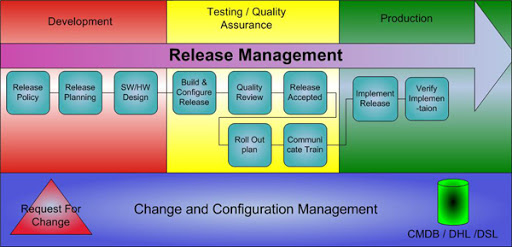 Development
Testing / Quality
Assurance
Production
Release Management
Release
Policy
Release
Planning
SW/HW
Design
Build &
Configure
Release
Quality
Review
Release
Accepted
Roll Out
plan
Communi
cate Train
Implement
Release
Verify
Implemen-
taion
Request For
Change
Change and Configuration Management
CMDB / DHL /DSL